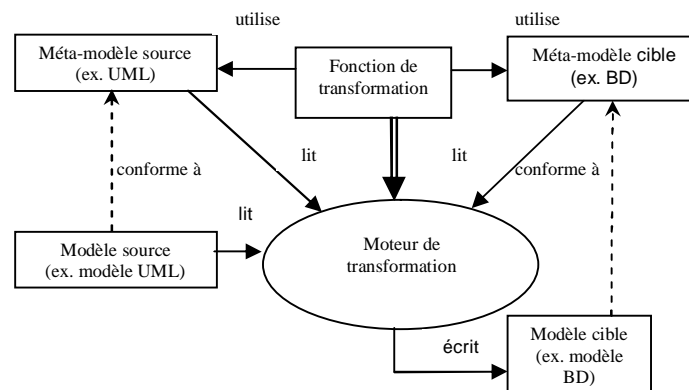 utilise
utilise
Méta-modèle source
(ex. UML)
Fonction de
transformation
Méta-modèle cible
(ex. BD)
lit
lit
conforme à
conforme à
lit
Modèle source
(ex. modèle UML)
Moteur de
transformation
écrit
Modèle cible
(ex. modèle
BD)